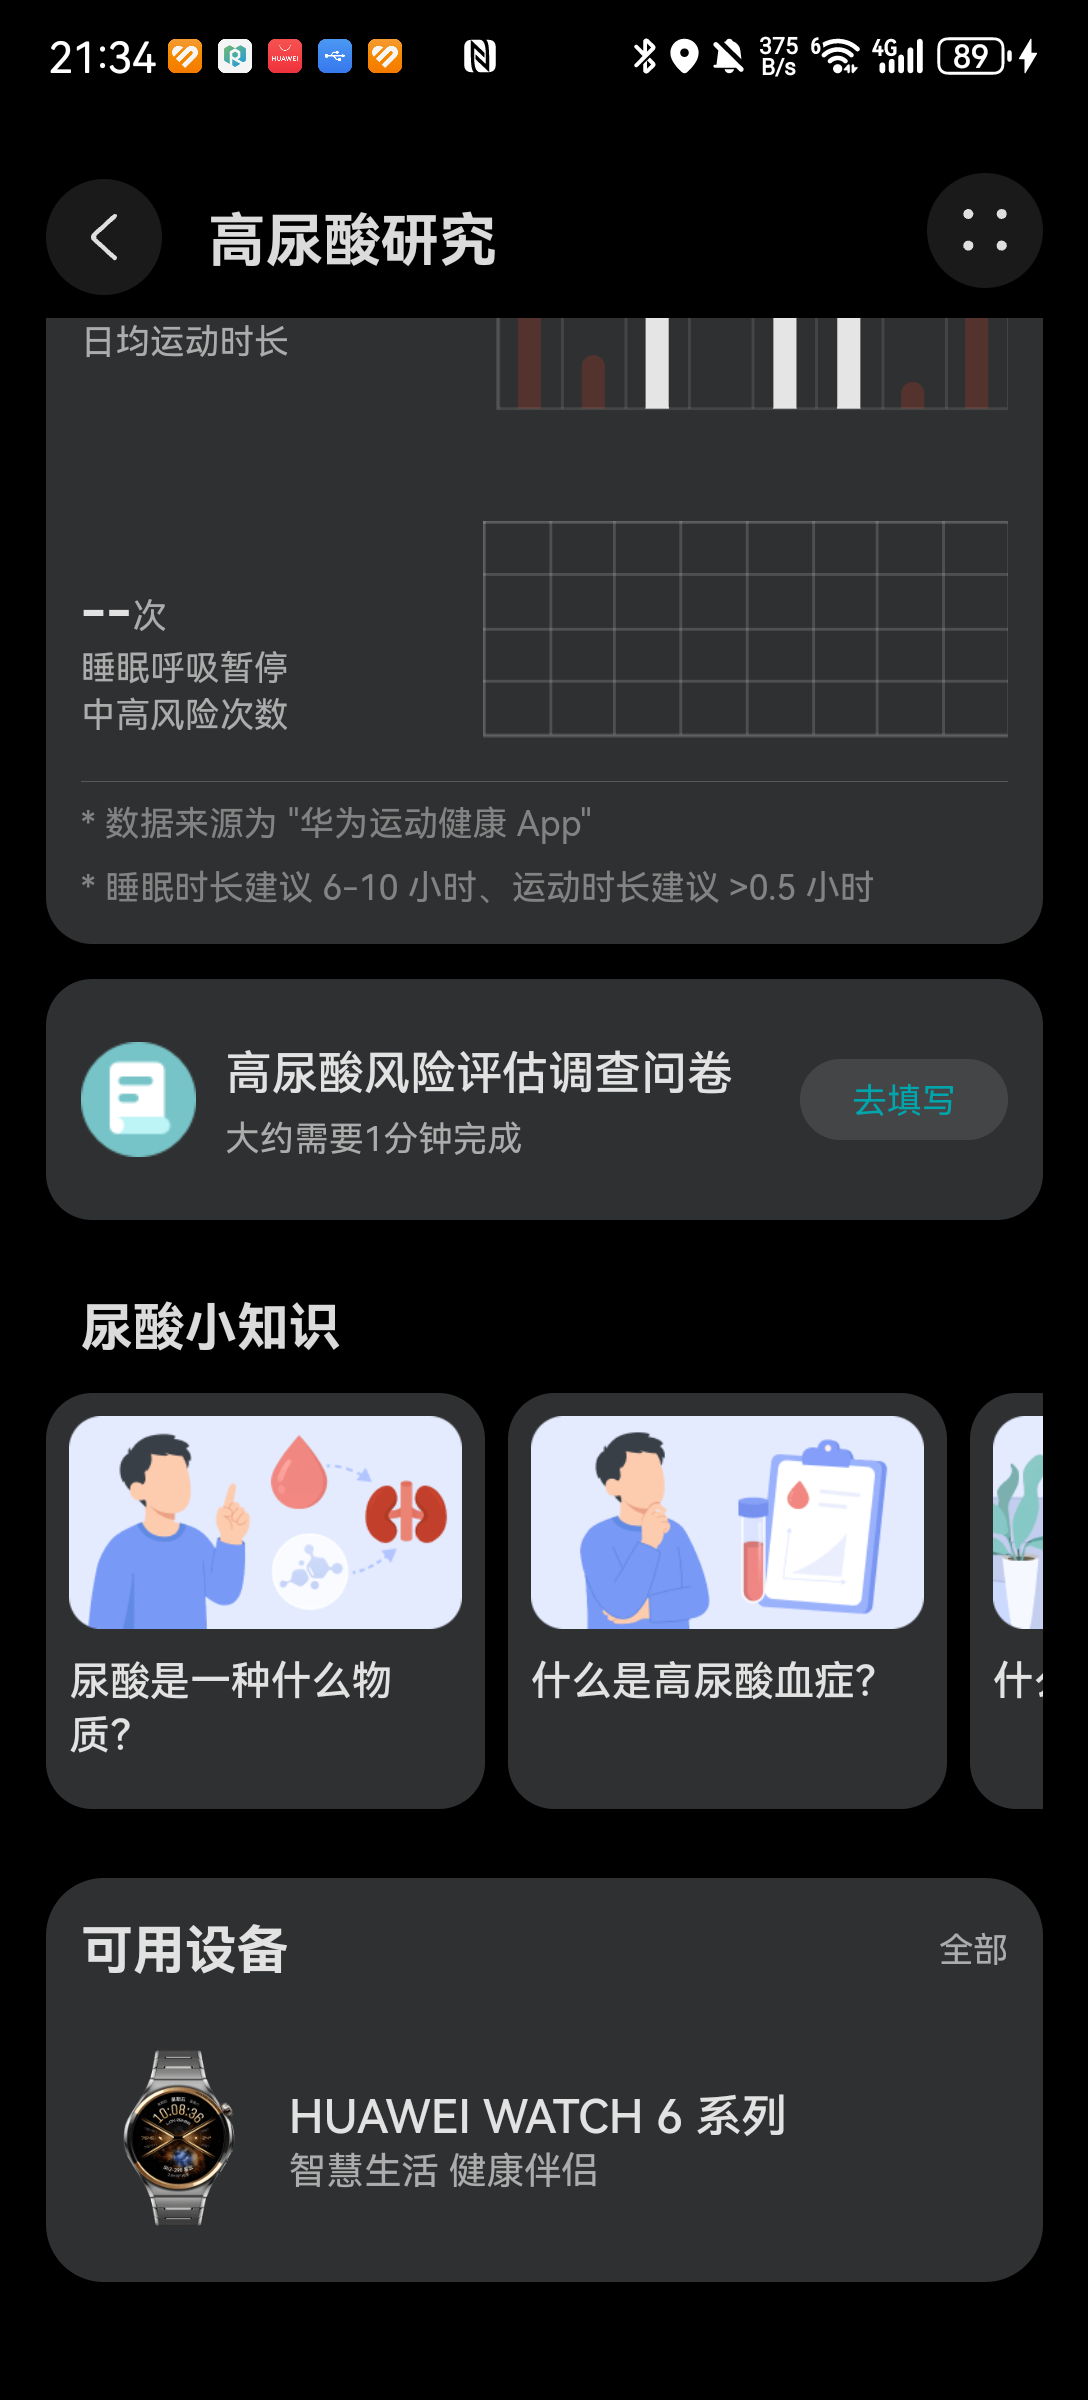 21:34
375 B/s
6
4G
89
高尿酸研究
日均运动时长
--次
睡眠呼吸暂停
中高风险次数
* 数据来源为 "华为运动健康 App"
* 睡眠时长建议 6-10 小时、运动时长建议 >0.5 小时
高尿酸风险评估调查问卷
大约需要1分钟完成
去填写
尿酸小知识
尿酸是一种什么物
质?
什么是高尿酸血症?
什
可用设备
全部
10:08:36
HUAWEI WATCH 6 系列
智慧生活 健康伴侣